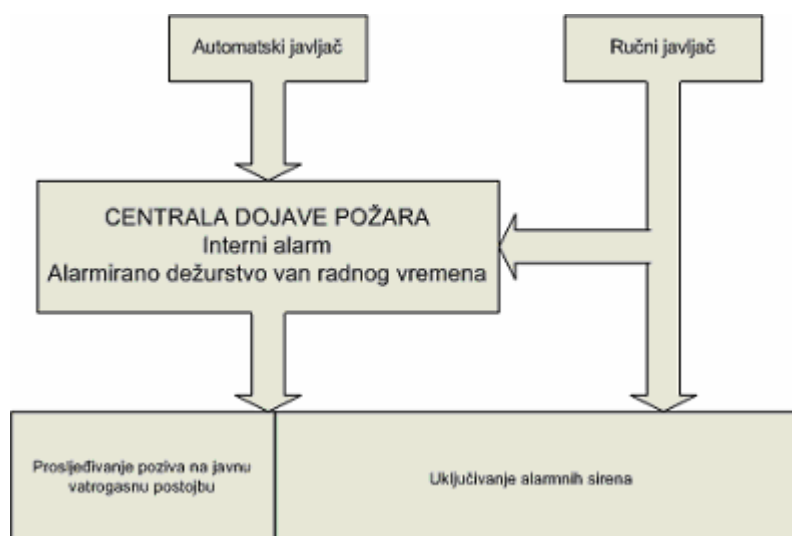 Automatski javljač
Ručni javljač
CENTRALA DOJAVE POŽARA
Interni alarm
Alarmirano dežurstvo van radnog vremena
Prosljeđivanje poziva na javnu
vatrogasnu postojbu
Uključivanje alarmnih sirena